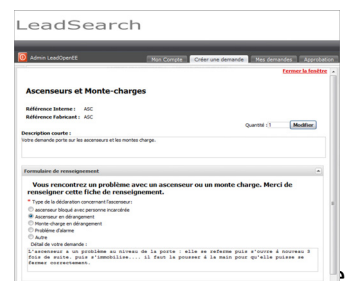 LeadSearch
Admin LeadOpenEE
Mon Compte
Créer une demande
Mes demandes
Approbation
Fermer la fenêtre
Ascenseurs et Monte-charges
Référence Interne : ASC
Référence Fabricant : ASC
Quantité : 1 Modifier
Description courte :
Votre demande porte sur les ascenseurs et les montes charge.
Formulaire de renseignement
Vous rencontrez un problème avec un ascenseur ou un monte charge. Merci de
renseigner cette fiche de renseignement.
* Type de la déclaration concernant l'ascenseur:
ascenseur bloqué avec personne incarcérée
Ascenseur en dérangement
Monte-charge en dérangement
Problème d'alarme
Autre
Détail de votre demande :
L'ascenseur a un problème au niveau de la porte - elle se referme puis s'ouvre à nouveau 5
fois de suite. puis s'immobilise.... il faut la pousser à la main pour qu'elle puisse se
fermer correctement.